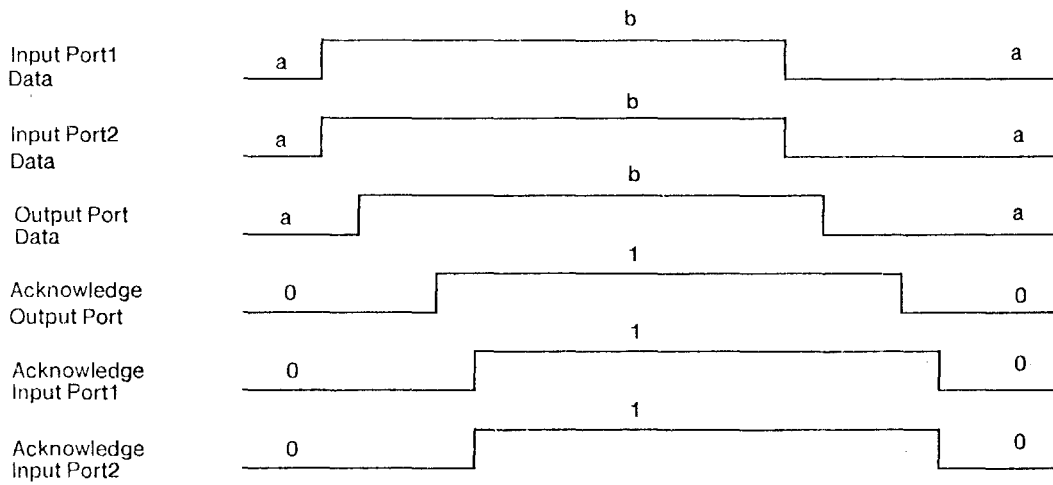 b
Input Port1
Data
a
a
b
Input Port2
Data
a
a
b
Output Port
Data
a
a
1
Acknowledge
Output Port
0
0
1
Acknowledge
Input Port1
0
0
1
Acknowledge
Input Port2
0
0